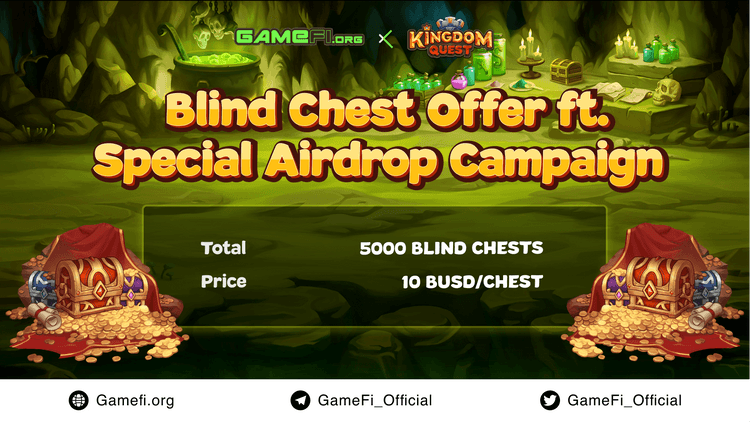 GAMEFI.ORG × KINGDOM QUEST
Blind Chest Offer ft.
Special Airdrop Campaign
Total 5000 BLIND CHESTS
Price 10 BUSD/CHEST
Gamefi.org GameFi_Official GameFi_Official